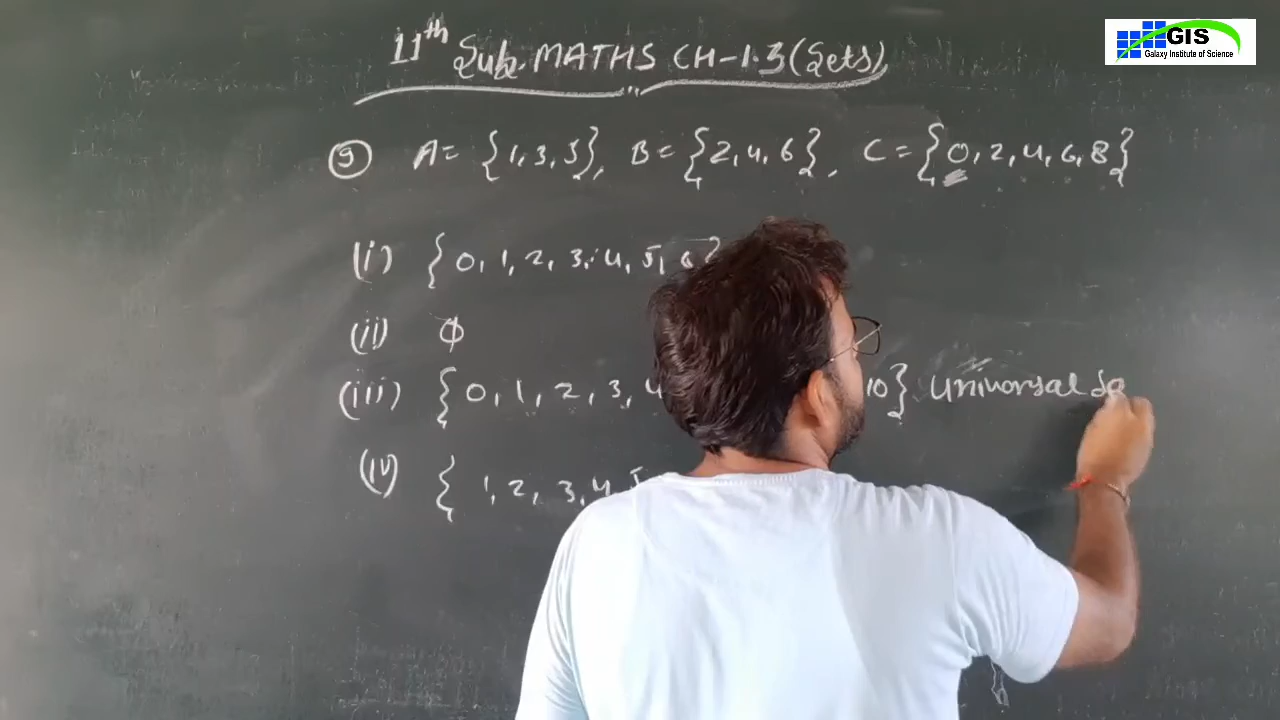 GIS
Galaxy Institute of Science
11th Sub. MATHS CH-1.3 (Sets)
9 A = {1, 3, 5}, B = {2, 4, 6}, C = {0, 2, 4, 6, 8}
(i) {0, 1, 2, 3, 4, 5, 6}
(ii) ϕ
(iii) {0, 1, 2, 3, 4 10} Universal Se
(iv) { 1, 2, 3, 4, 5